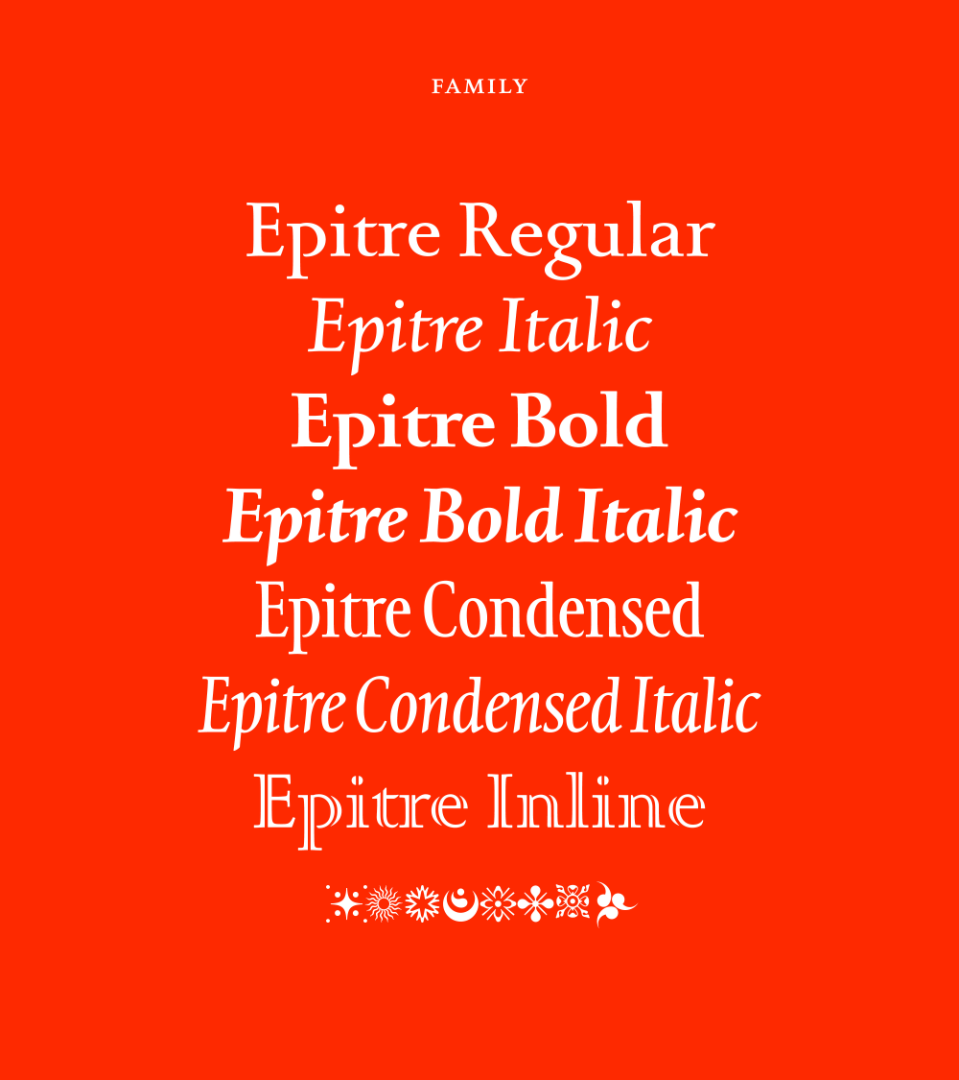 FAMILY
Epitre Regular
Epitre Italic
Epitre Bold
Epitre Bold Italic
Epitre Condensed
Epitre Condensed Italic
Epitre Inline